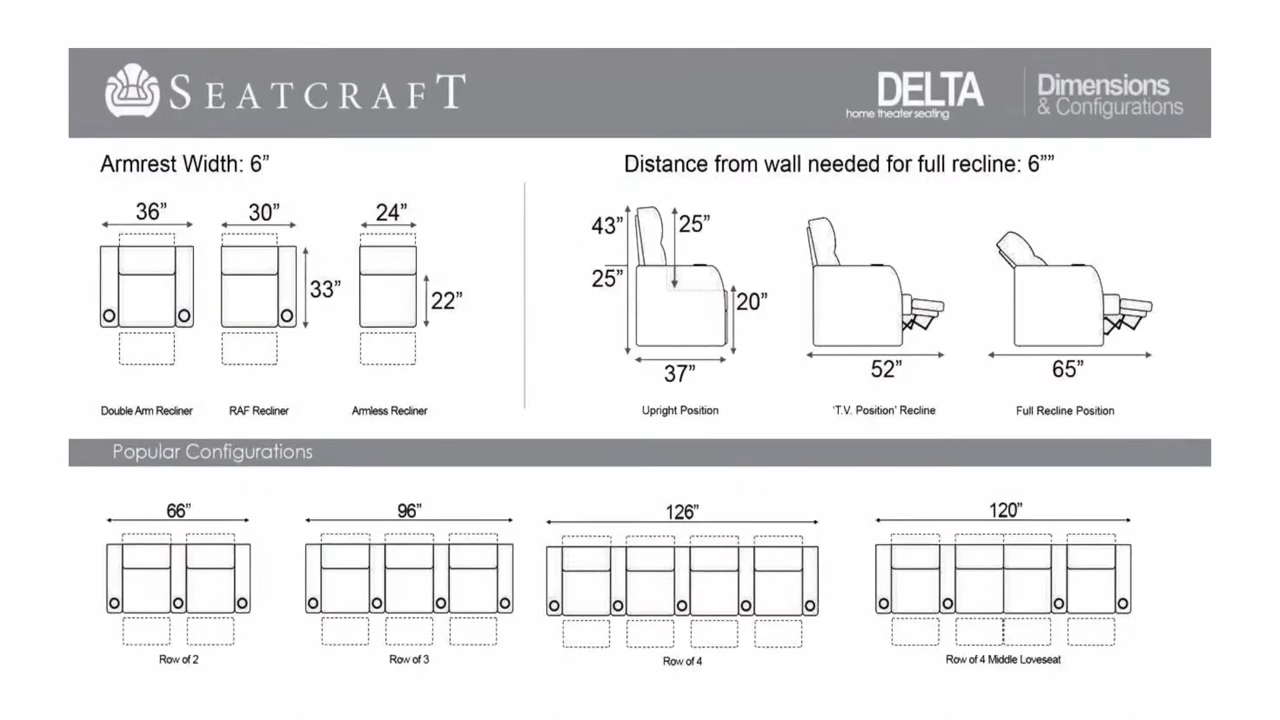 SEATCRAFT
DELTA
home theater seating
Dimensions
& Configurations
Armrest Width: 6”
Distance from wall needed for full recline: 6””
36”
30”
24”
33”
22”
Double Arm Recliner
RAF Recliner
Armless Recliner
43”
25”
25”
20”
37”
52”
65”
Upright Position
‘T.V. Position’ Recline
Full Recline Position
Popular Configurations
66”
96”
126”
120”
Row of 2
Row of 3
Row of 4
Row of 4 Middle Loveseat